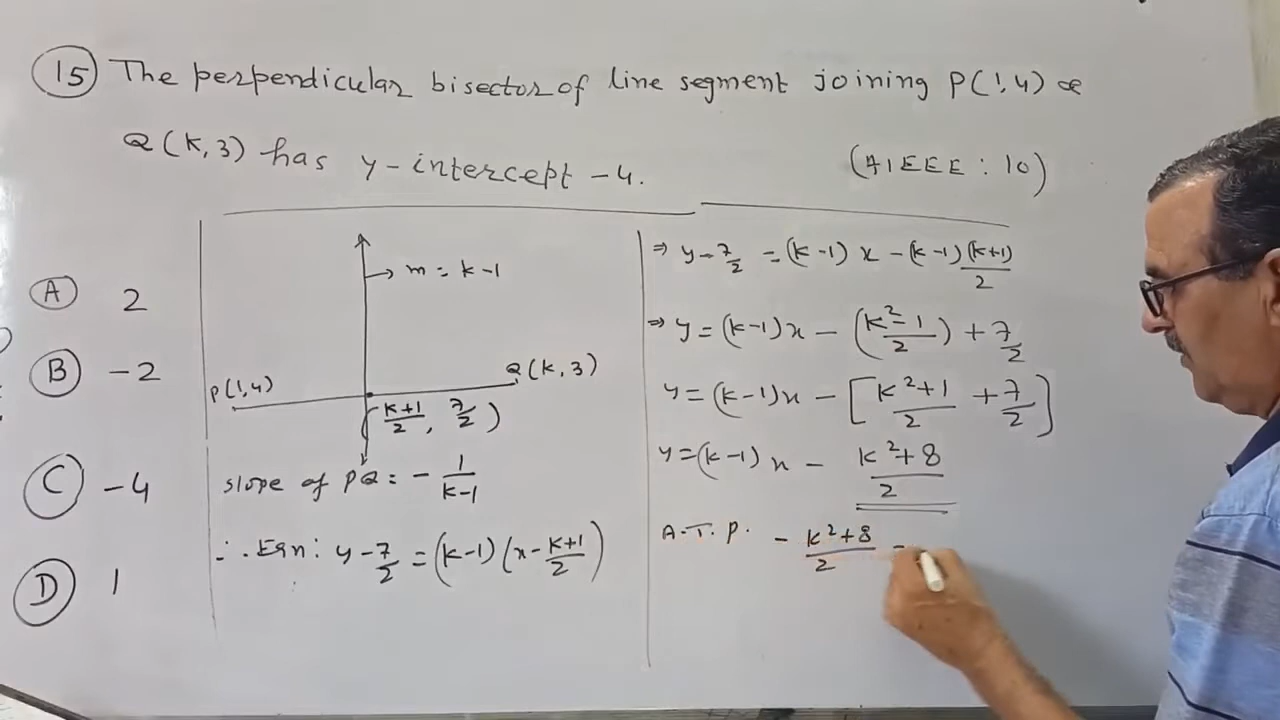 15 The perpendicular bisector of line segment joining P(1,4) &
Q(k,3) has y-intercept -4.
(AIEEE : 10)
A 2
B -2
C -4
D 1
m = k-1
P(1,4)
Q(k,3)
(k+1/2, 7/2)
slope of PQ = - 1/k-1
∴ Eqn: y - 7/2 = (k-1)(x - k+1/2)
⇒ y - 7/2 = (k-1) x - (k-1) (k+1)/2
⇒ y = (k-1)x - (k²-1/2) + 7/2
y = (k-1)x - [k²+1/2 + 7/2]
y = (k-1) x - k²+8/2
A.T.P. - k²+8/2 =